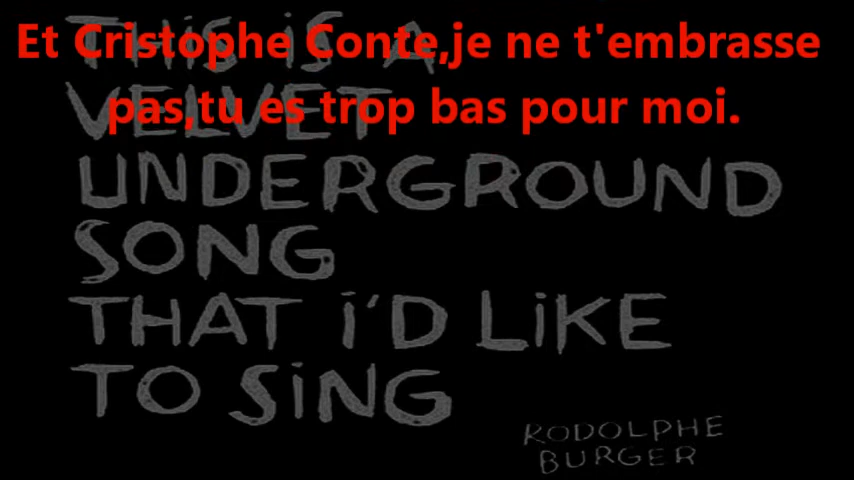 Et Cristophe Conte,je ne t'embrasse
pas,tu es trop bas pour moi.
THiS iS A
VELVET
UNDERGROUND
SONG
THAT i'D LiKE
TO SiNG
RODOLPHE
BURGER